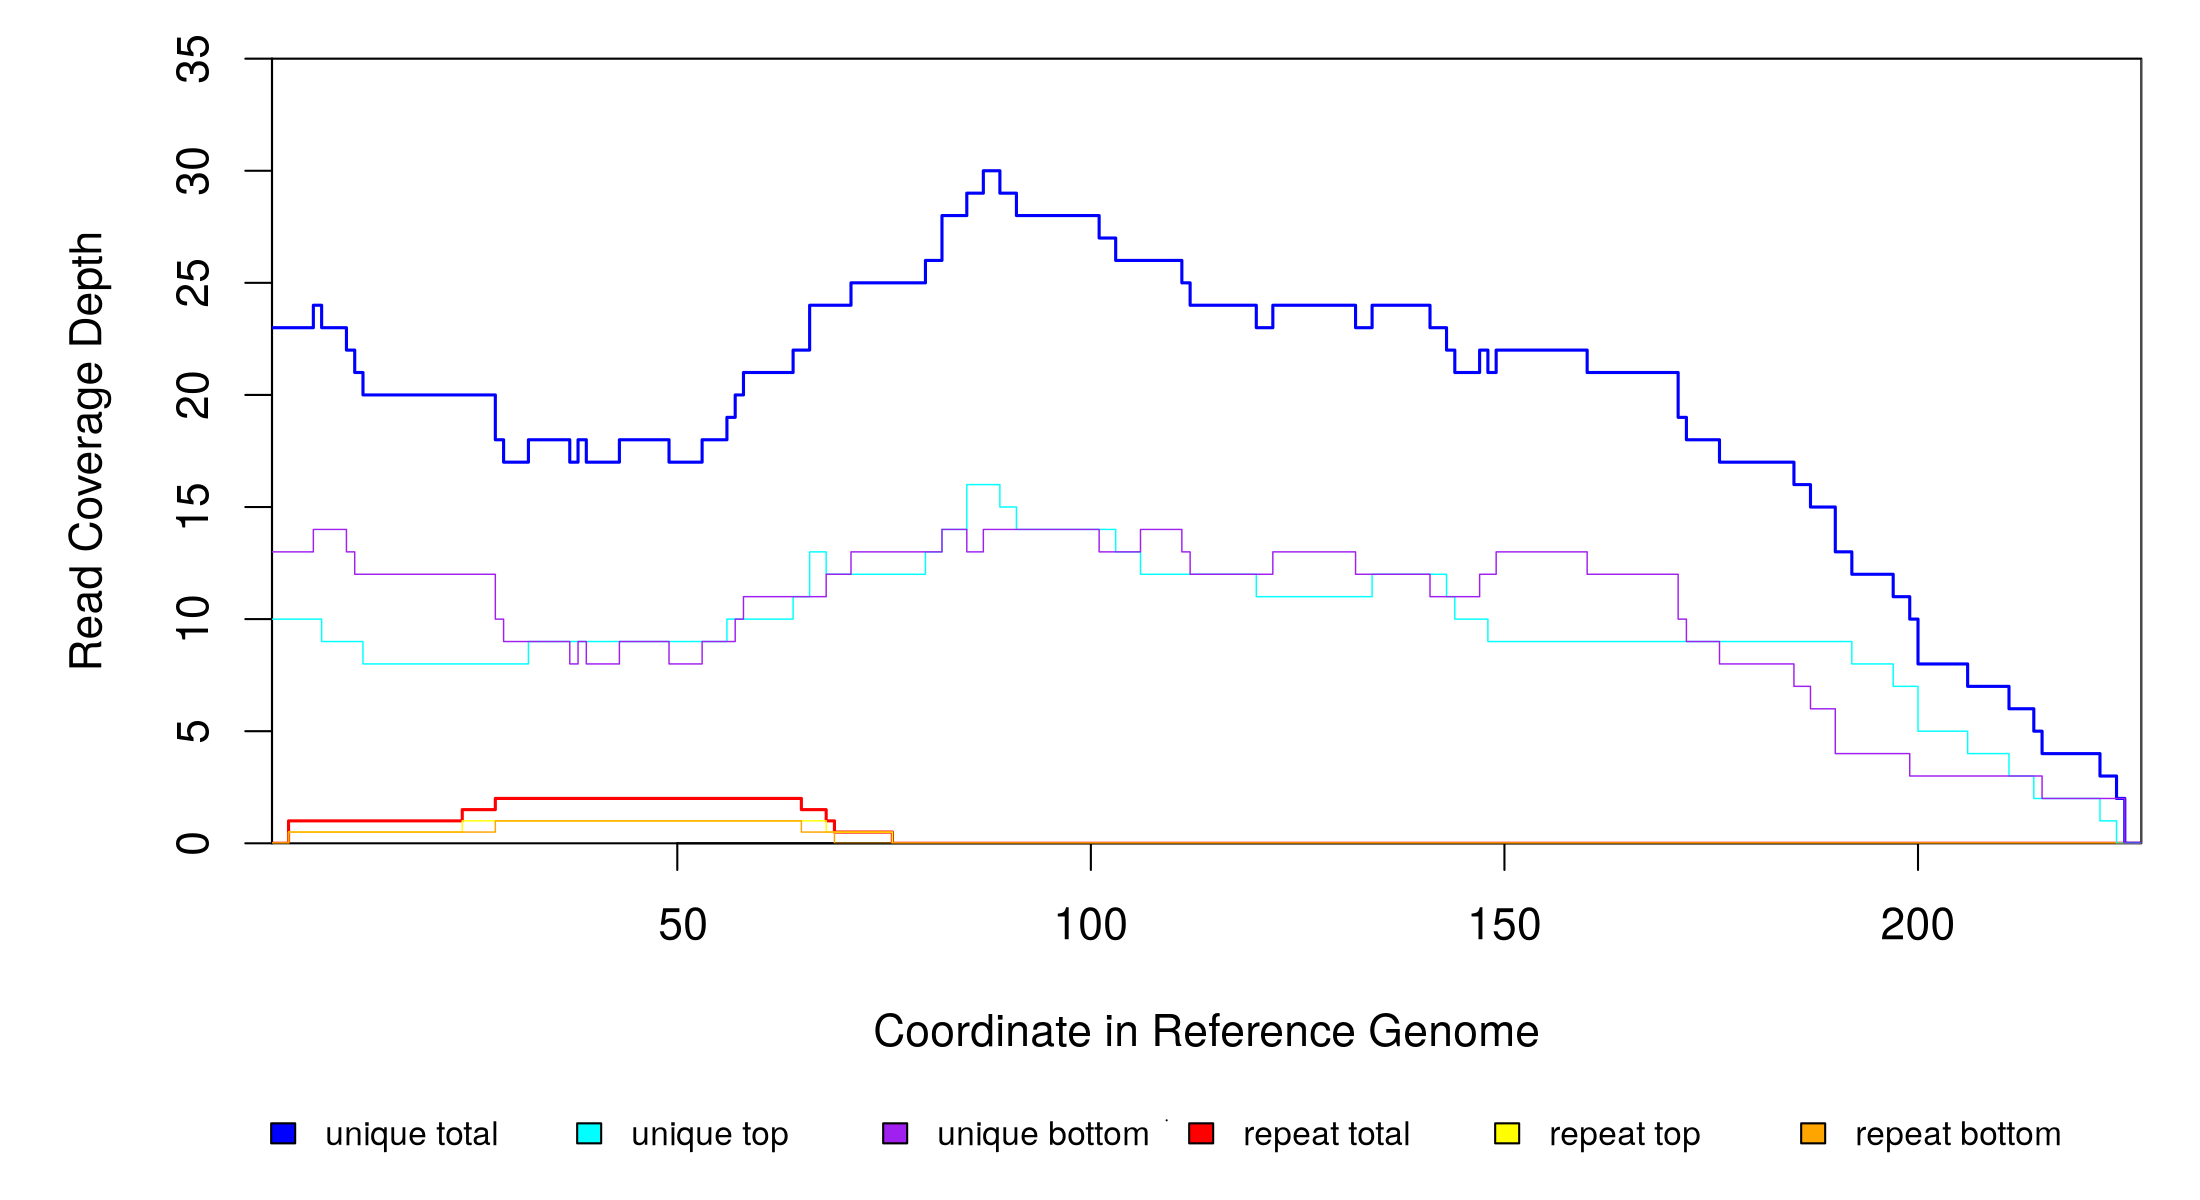 35
30
25
20
15
10
5
0
Read Coverage Depth
50 100 150 200
Coordinate in Reference Genome
unique total unique top unique bottom repeat total repeat top repeat bottom